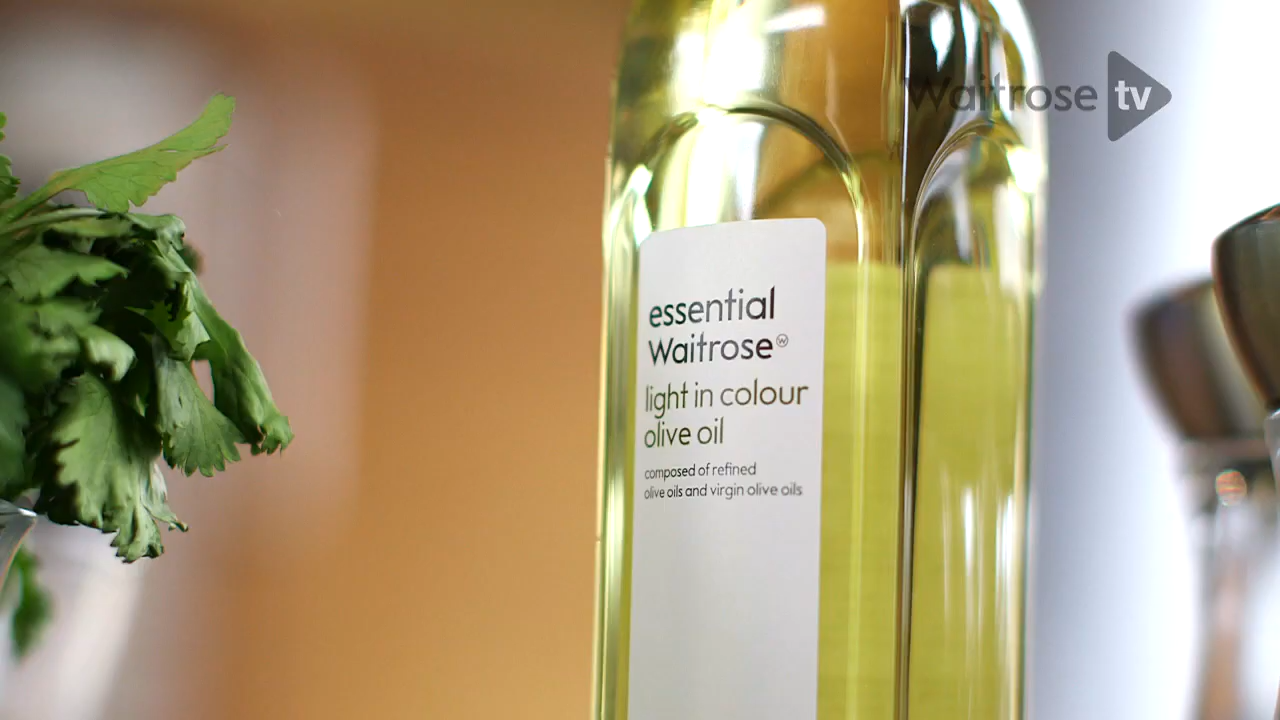 Waitrose tv
essential
Waitrose
light in colour
olive oil
composed of refined
olive oils and virgin olive oils